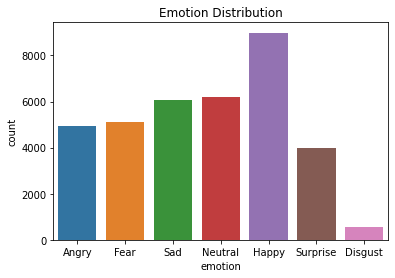 Emotion Distribution
count
8000
6000
4000
2000
0
Angry Fear Sad Neutral Happy Surprise Disgust
emotion